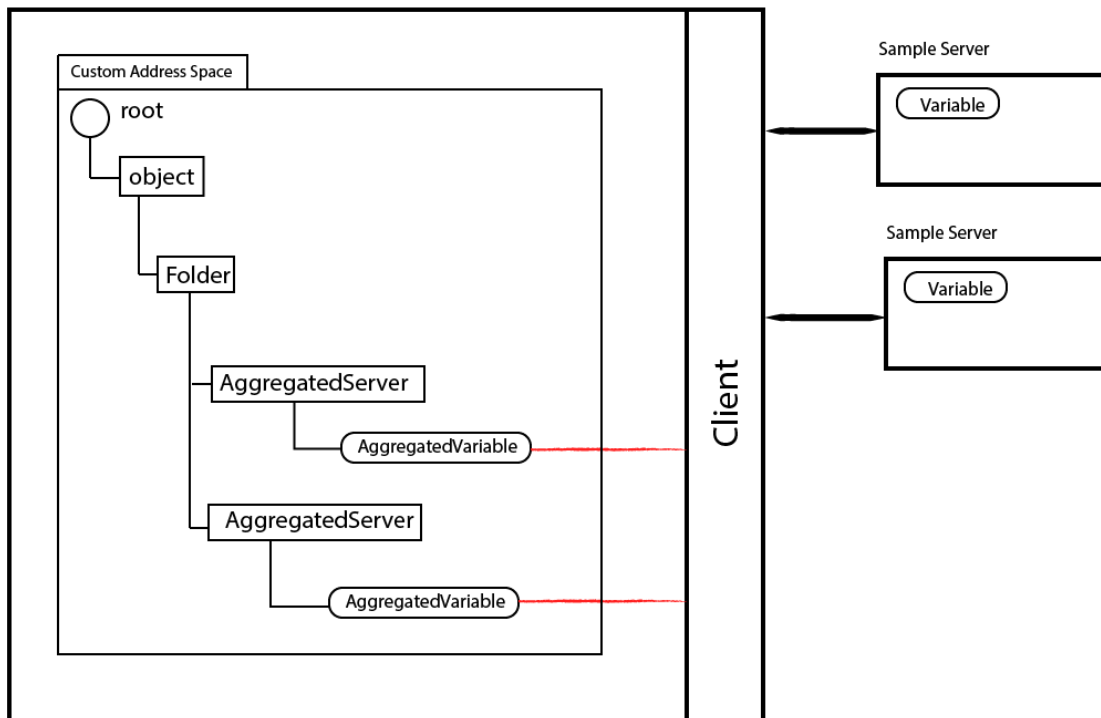 Custom Address Space
root
object
Folder
AggregatedServer
AggregatedVariable
AggregatedServer
AggregatedVariable
Client
Sample Server
Variable
Sample Server
Variable